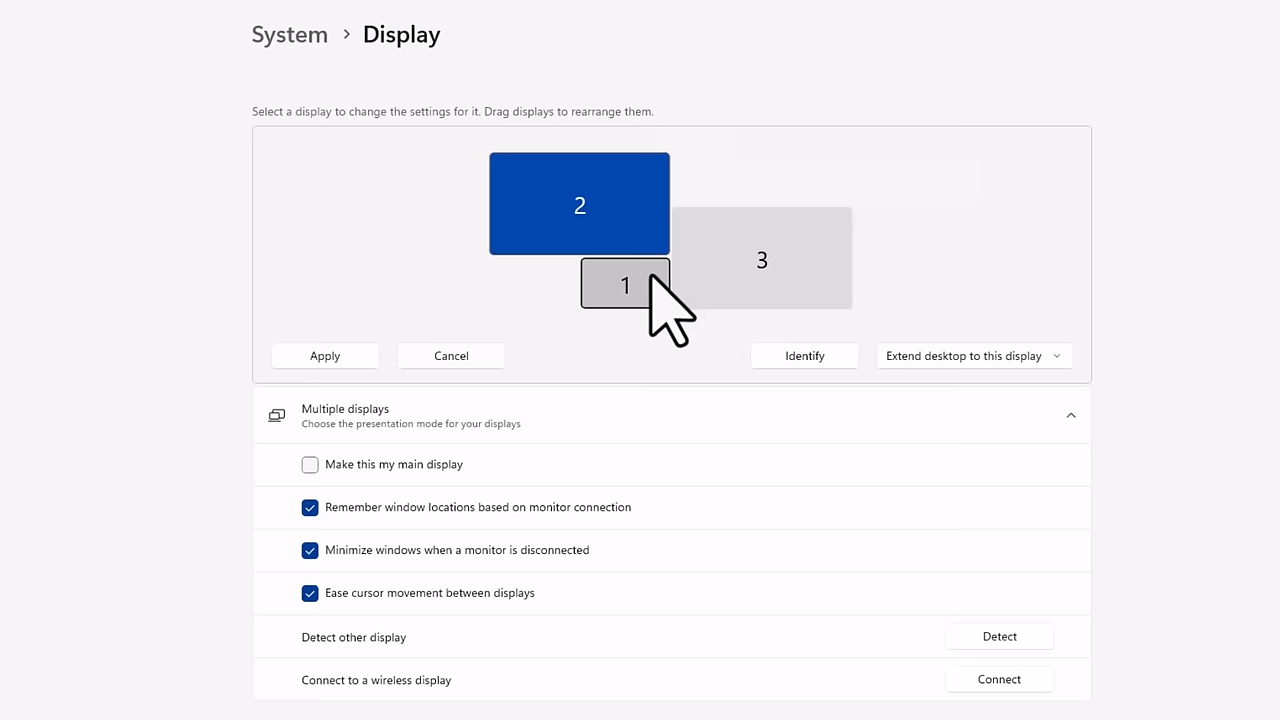 System > Display
Select a display to change the settings for it. Drag displays to rearrange them.
2
3
1
Apply Cancel Identify Extend desktop to this display
Multiple displays
Choose the presentation mode for your displays
Make this my main display
Remember window locations based on monitor connection
Minimize windows when a monitor is disconnected
Ease cursor movement between displays
Detect other display Detect
Connect to a wireless display Connect